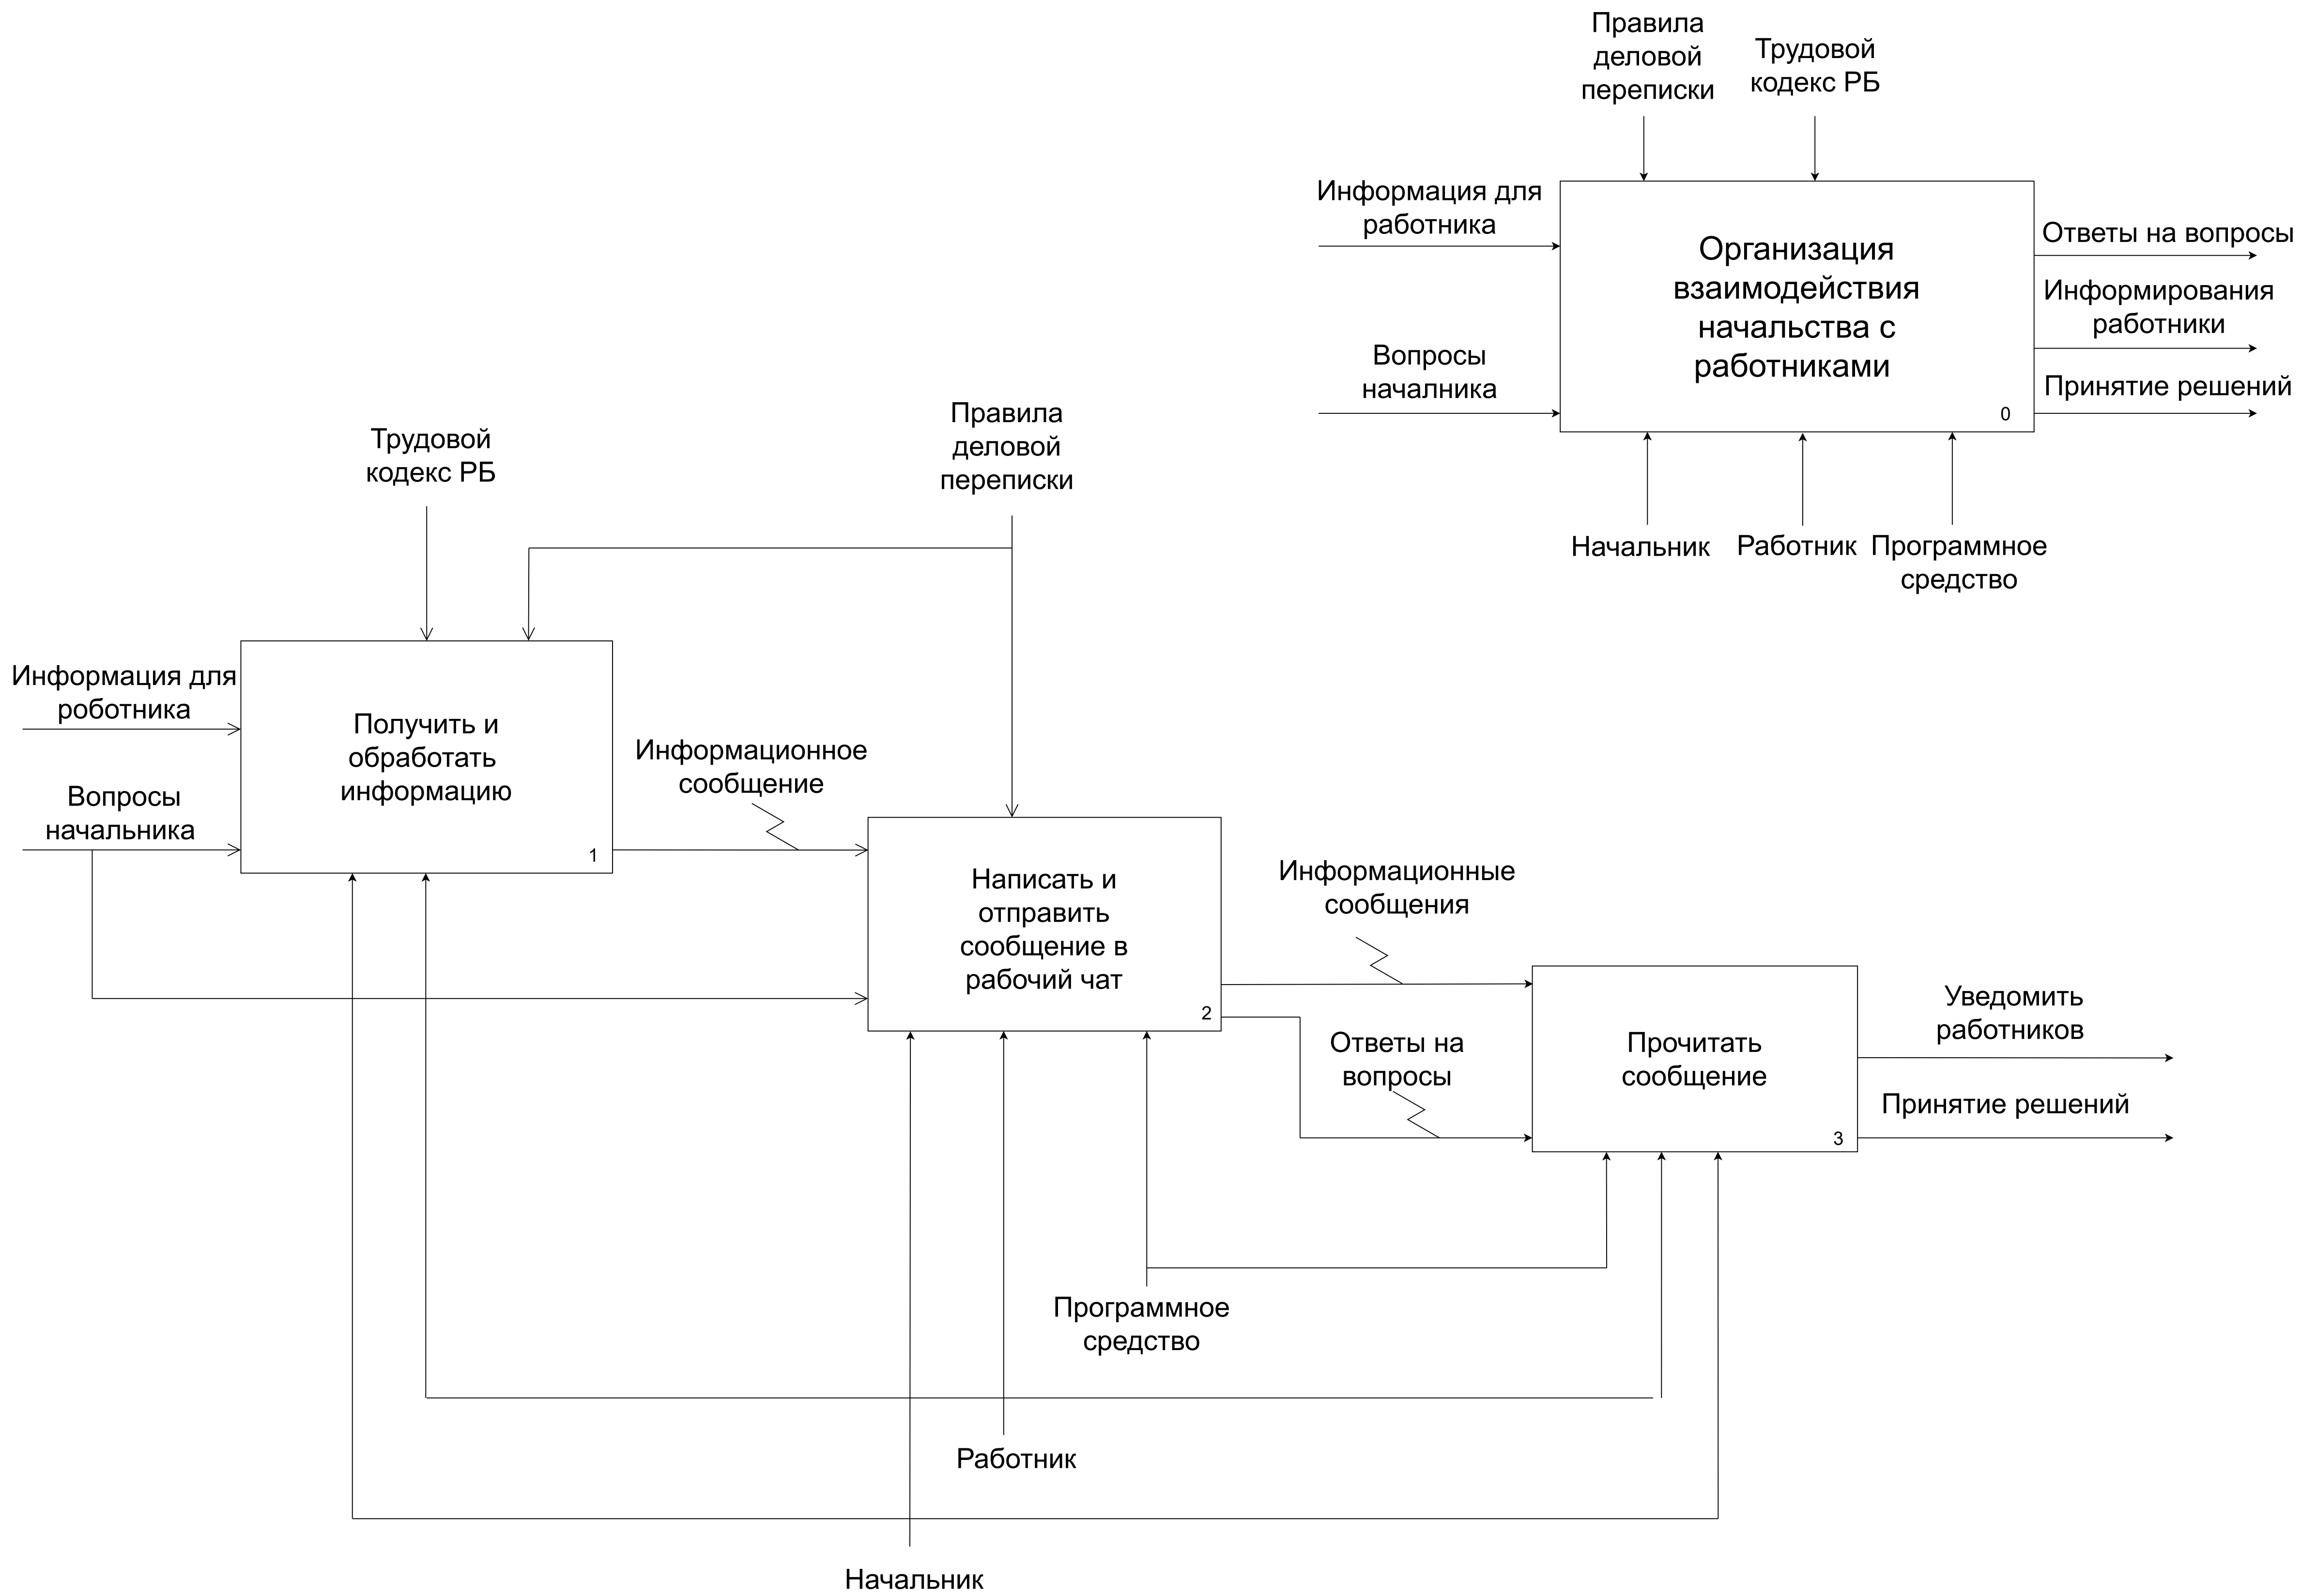 Правила
деловой
переписки
Трудовой
кодекс РБ
Информация для
работника
Вопросы
началника
Организация
взаимодействия
начальства с
работниками
0
Ответы на вопросы
Информирования
работники
Принятие решений
Начальник
Работник
Программное
средство
Трудовой
кодекс РБ
Правила
деловой
переписки
Информация для
роботника
Вопросы
начальника
Получить и
обработать
информацию
1
Информационное
сообщение
Написать и
отправить
сообщение в
рабочий чат
2
Информационные
сообщения
Ответы на
вопросы
Прочитать
сообщение
3
Уведомить
работников
Принятие решений
Программное
средство
Работник
Начальник